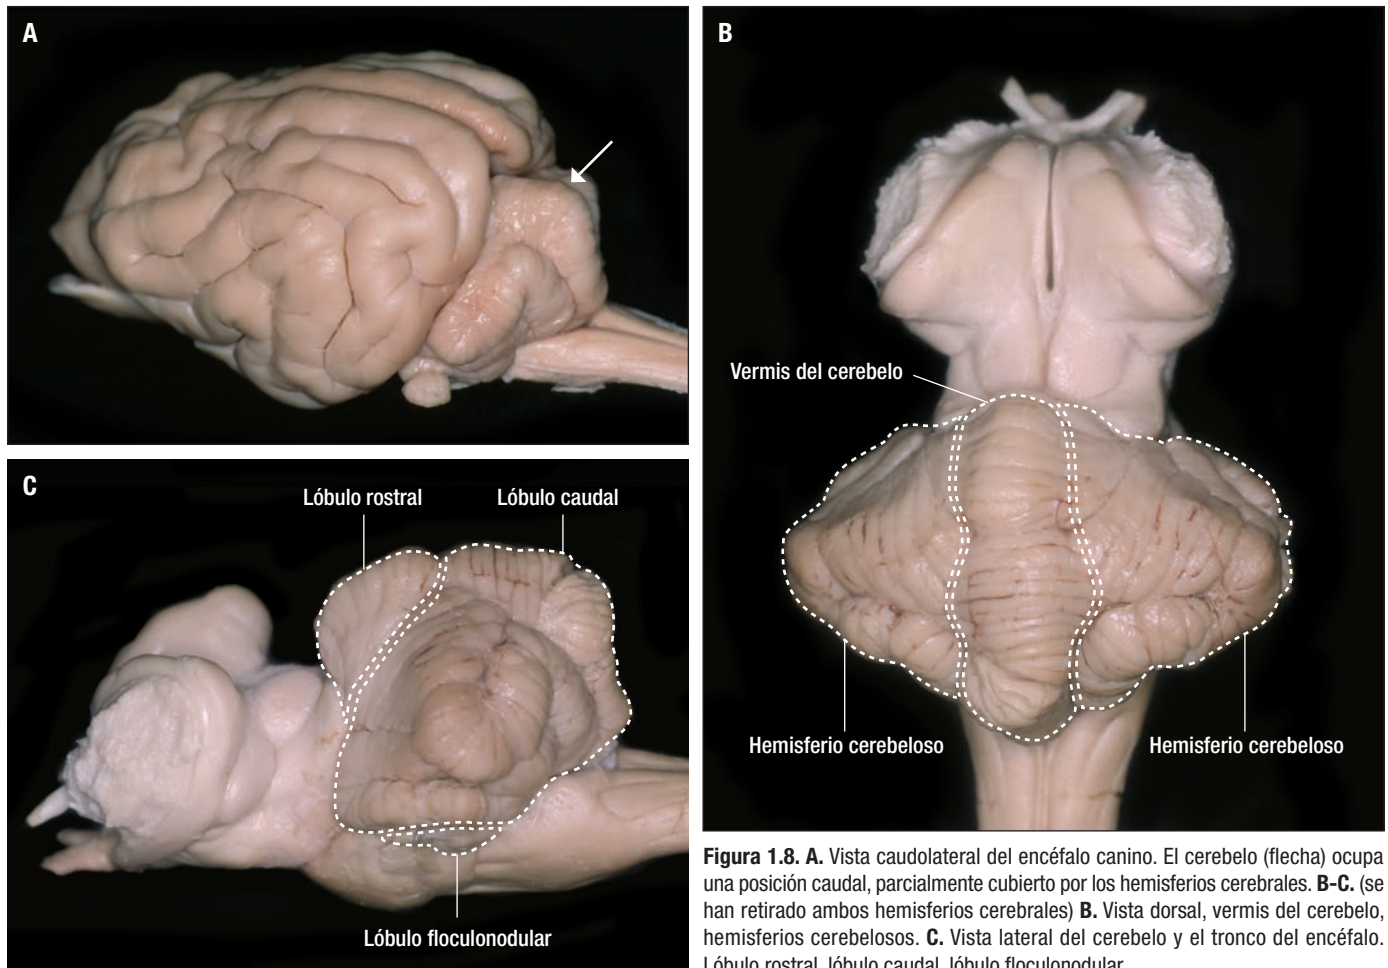 A
B
Vermis del cerebelo
Hemisferio cerebeloso
Hemisferio cerebeloso
C
Lóbulo rostral
Lóbulo caudal
Lóbulo floculonodular
Figura 1.8. A. Vista caudolateral del encéfalo canino. El cerebelo (flecha) ocupa
una posición caudal, parcialmente cubierto por los hemisferios cerebrales. B-C. (se
han retirado ambos hemisferios cerebrales) B. Vista dorsal, vermis del cerebelo,
hemisferios cerebelosos. C. Vista lateral del cerebelo y el tronco del encéfalo.
Lóbulo rostral, lóbulo caudal, lóbulo floculonodular.